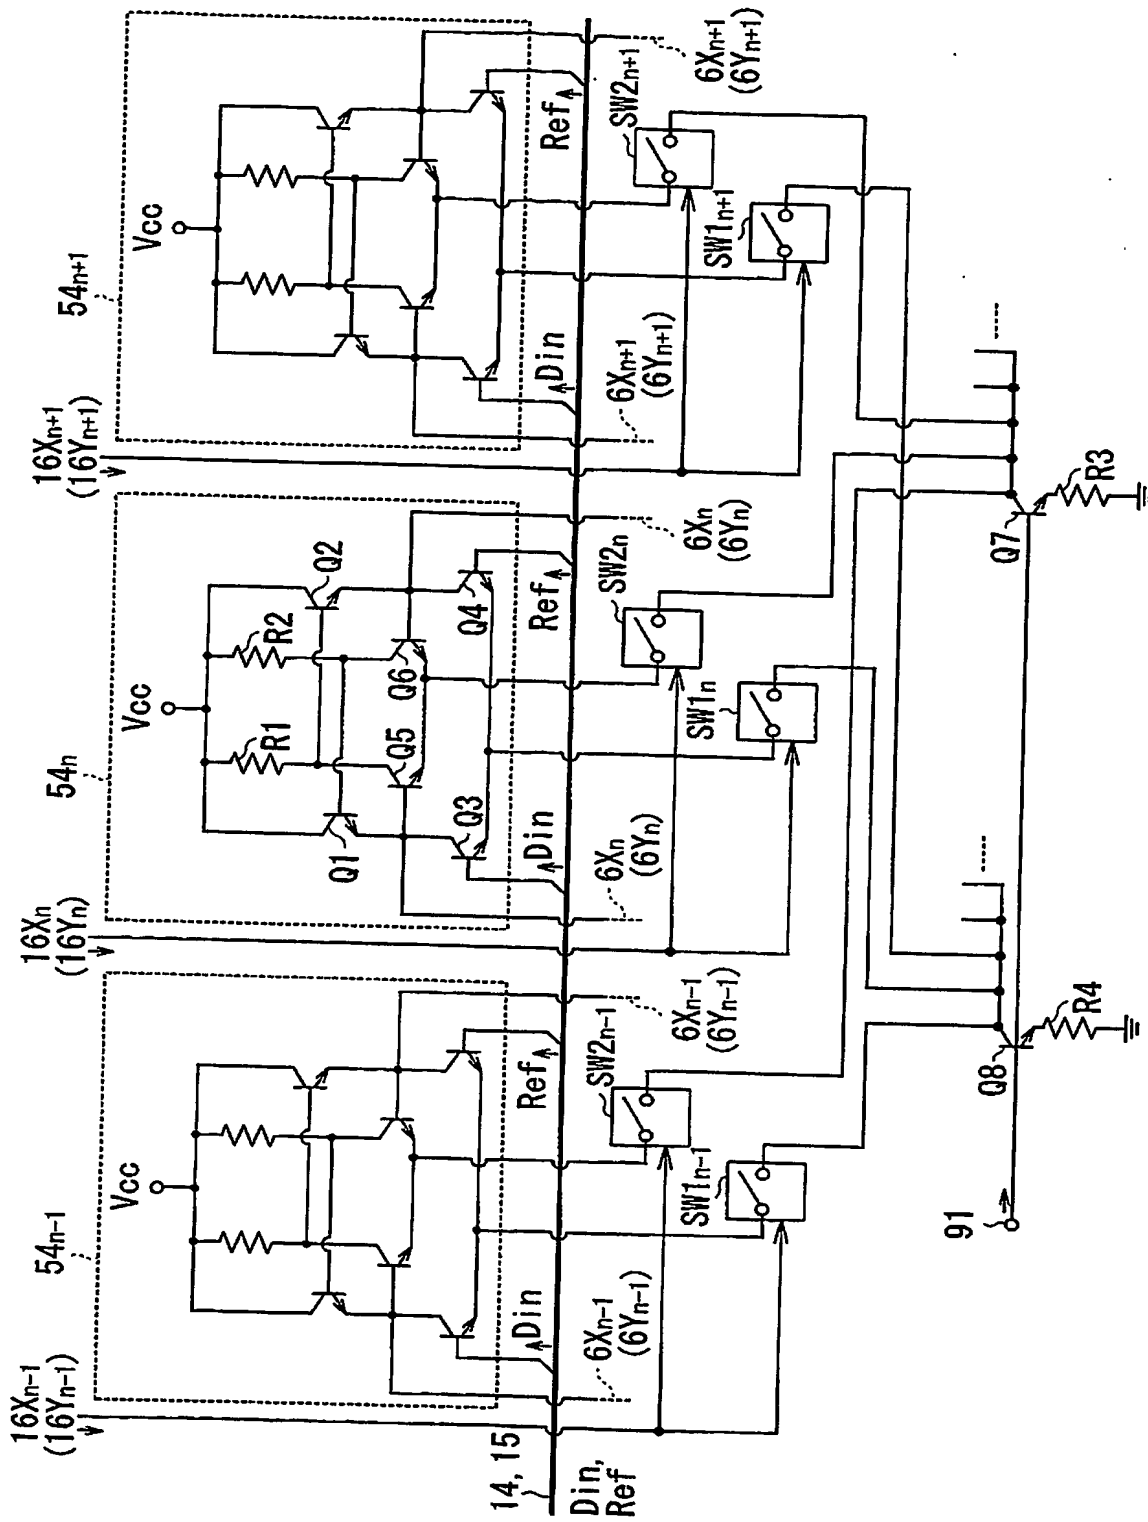 16Xn-1
(16Yn-1)
54n-1
Vcc
Din
Ref
6Xn-1
(6Yn-1)
6Xn-1
(6Yn-1)
SW2n-1
SW1n-1
14, 15
Din,
Ref
16Xn
(16Yn)
54n
Vcc
R1
R2
Q1
Q2
Q5
Q6
Q3
Q4
Din
Ref
6Xn
(6Yn)
6Xn
(6Yn)
SW2n
SW1n
16Xn+1
(16Yn+1)
54n+1
Vcc
Din
Ref
6Xn+1
(6Yn+1)
6Xn+1
(6Yn+1)
SW2n+1
SW1n+1
91
Q8
R4
Q7
R3